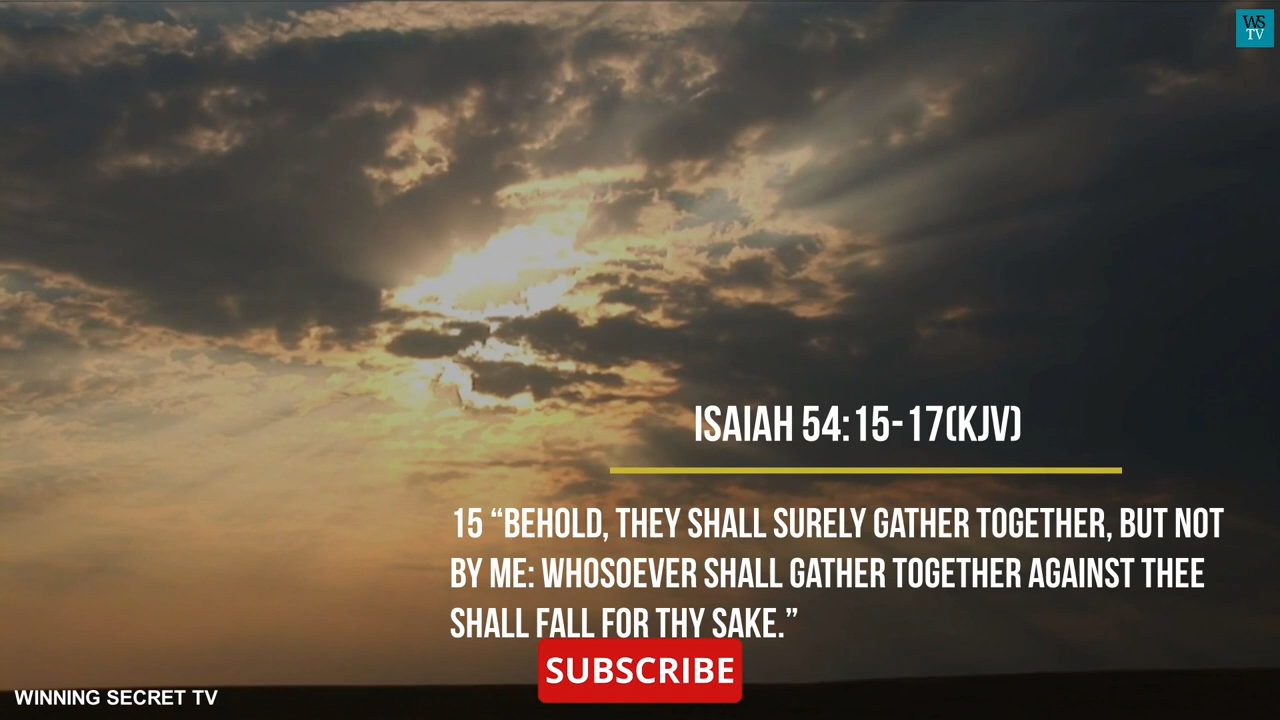 WS
TV
ISAIAH 54:15-17(KJV)
15 “BEHOLD, THEY SHALL SURELY GATHER TOGETHER, BUT NOT
BY ME: WHOSOEVER SHALL GATHER TOGETHER AGAINST THEE
SHALL FALL FOR THY SAKE.”
SUBSCRIBE
WINNING SECRET TV